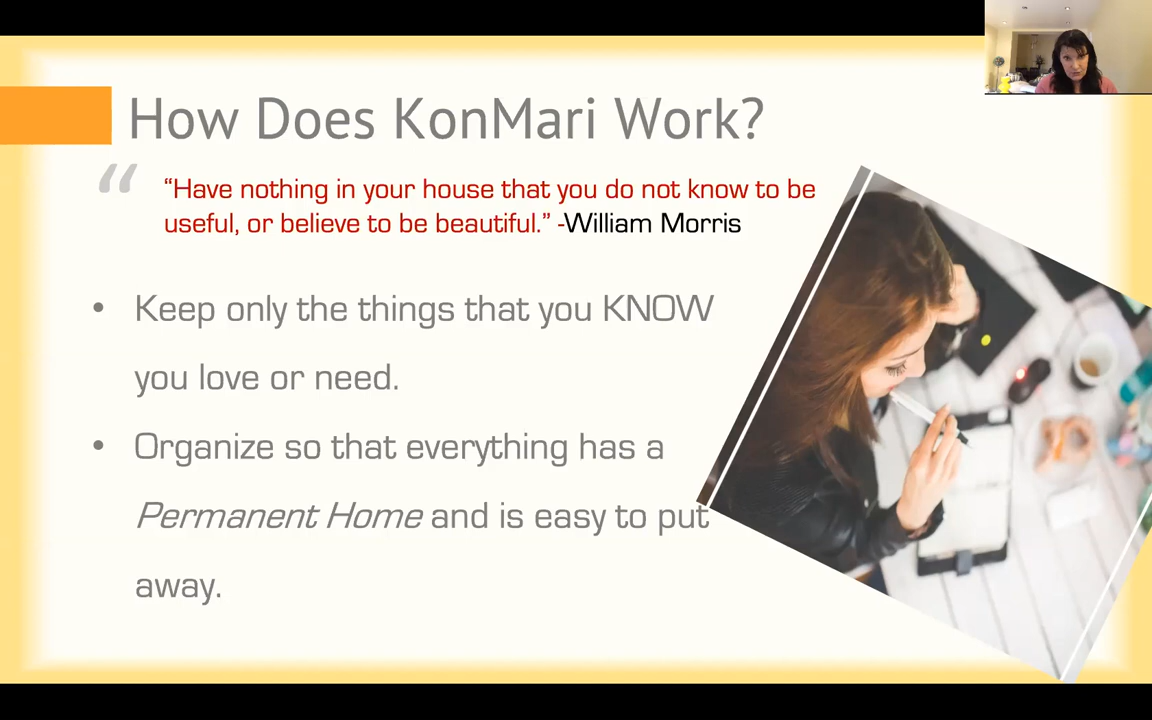 How Does KonMari Work?
“
“Have nothing in your house that you do not know to be
useful, or believe to be beautiful.” -William Morris
• Keep only the things that you KNOW
you love or need.
• Organize so that everything has a
Permanent Home and is easy to put
away.